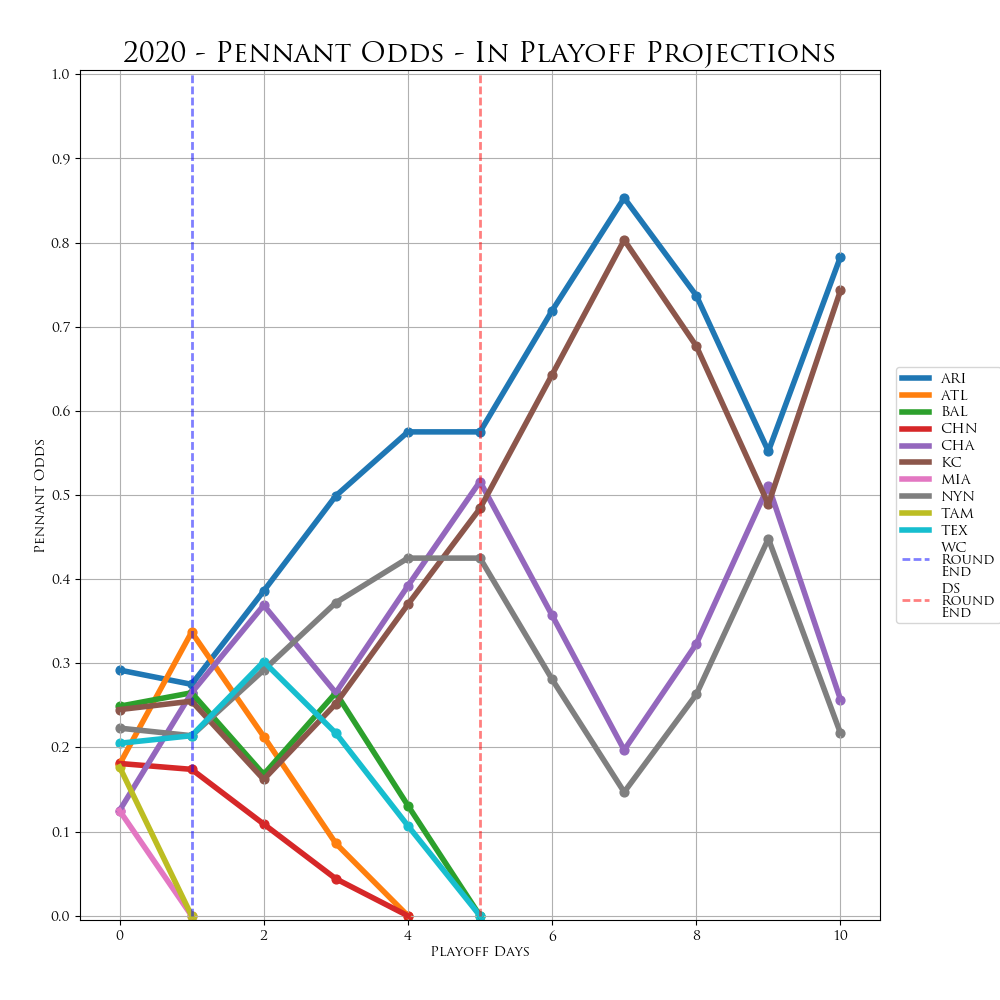 2020 - Pennant Odds - In Playoff Projections
1.0
0.9
0.8
0.7
0.6
0.5
0.4
0.3
0.2
0.1
0.0
Pennant Odds
0
2
4
6
8
10
Playoff Days
ARI
ATL
BAL
CHN
CHA
KC
MIA
NYN
TAM
TEX
WC
Round
End
DS
Round
End